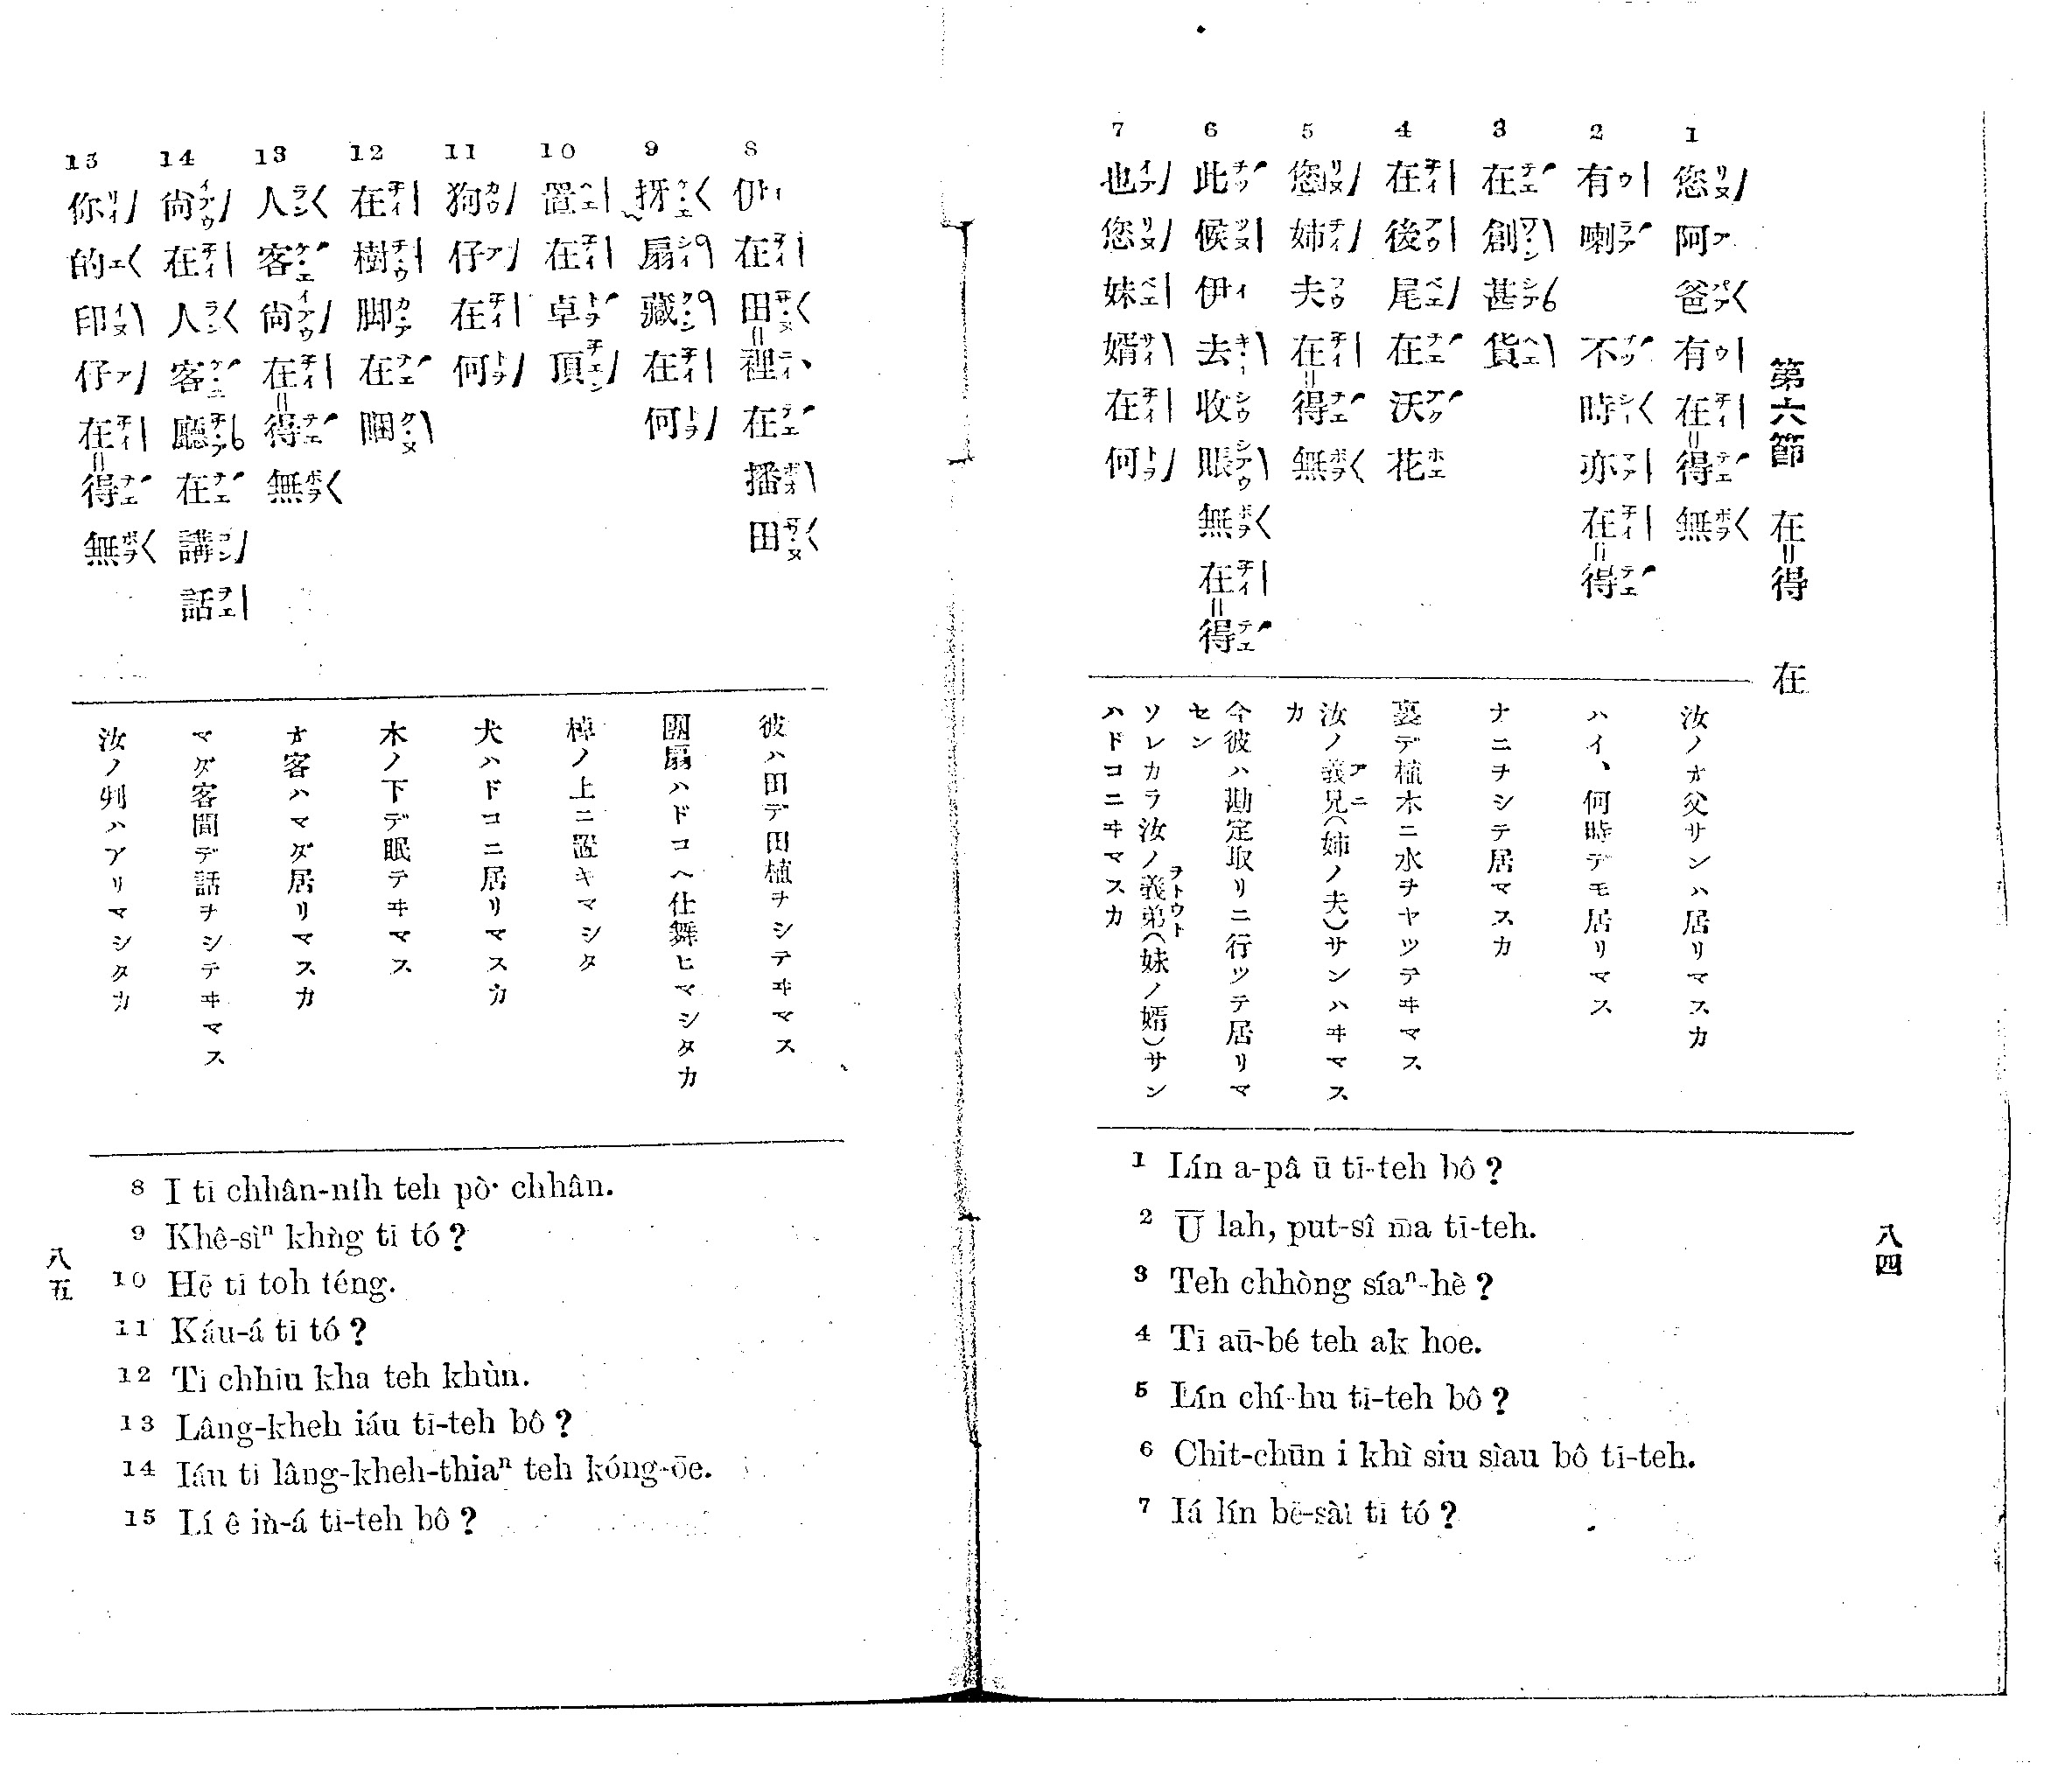 第六節 在=得 在
1 您阿爸有在=得無
2 有喇 不時亦在=得
3 在創甚貨
4 在後尾在沃花
5 您姉夫在=得無
6 此候伊去收賬無在=得
7 也您妹婿在何
汝ノオ父サンハ居リマスカ
ハイ、何時デモ居リマス
ナニヲシテ居マスカ
裏デ植木ニ水ヲヤツテヰマス
汝ノ義兄(姉ノ夫)サンハヰマス
アニ
カ
今彼ハ勘定取リニ行ツテ居リマ
セン
ソレカラ汝ノ義弟(妹ノ婿)サン
ヲトウト
ハドコニヰマスカ
1 Lín a-pâ ū tī-teh bô?
2 Ū lah, put-sî m̄a tī-teh.
3 Teh chhòng síaⁿ-hè?
4 Tī aū-bé teh ak hoe.
5 Lín chí-hu tī-teh bô?
6 Chit-chūn i khì siu sìau bô tī-teh.
7 Iá lín bē-sài tī tó?
八四
8 伊在田=裡在播田
9 扴扇藏在何
10 置在卓頂
11 狗仔在何
12 在樹脚在睏
13 人客尙在=得無
14 尙在人客廳在講話
15 你的印仔在=得無
彼ハ田デ田植ヲシテヰマス
團扇ハドコヘ仕舞ヒマシタカ
棹ノ上ニ置キマシタ
犬ハドコニ居リマスカ
木ノ下デ眠テヰマス
オ客ハマダ居リマスカ
マダ客間デ話ヲシテヰマス
汝ノ判ハアリマシタカ
8 I tī chhân-níh teh pò· chhân.
9 Khê-sìⁿ khǹg tī tó?
10 Hē tī toh téng.
11 Káu-á tī tó?
12 Tī chhiū kha teh khùn.
13 Lâng-kheh iáu tī-teh bô?
14 Iáu tī lâng-kheh-thiaⁿ teh kóng-ōe.
15 Lí ê ìn-á tī-teh bô?
八五